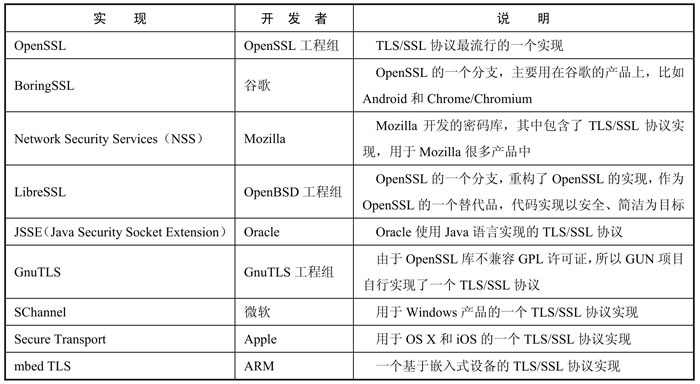 实 现 开 发 者 说 明
OpenSSL OpenSSL 工程组 TLS/SSL 协议最流行的一个实现
BoringSSL 谷歌 OpenSSL 的一个分支，主要用在谷歌的产品上，比如
Android 和 Chrome/Chromium
Network Security Services（NSS） Mozilla Mozilla 开发的密码库，其中包含了 TLS/SSL 协议实
现，用于 Mozilla 很多产品中
LibreSSL OpenBSD 工程组 OpenSSL 的一个分支，重构了 OpenSSL 的实现，作为
OpenSSL 的一个替代品，代码实现以安全、简洁为目标
JSSE（Java Security Socket Extension） Oracle Oracle 使用 Java 语言实现的 TLS/SSL 协议
GnuTLS GnuTLS 工程组 由于 OpenSSL 库不兼容 GPL 许可证，所以 GUN 项目
自行实现了一个 TLS/SSL 协议
SChannel 微软 用于 Windows 产品的一个 TLS/SSL 协议实现
Secure Transport Apple 用于 OS X 和 iOS 的一个 TLS/SSL 协议实现
mbed TLS ARM 一个基于嵌入式设备的 TLS/SSL 协议实现